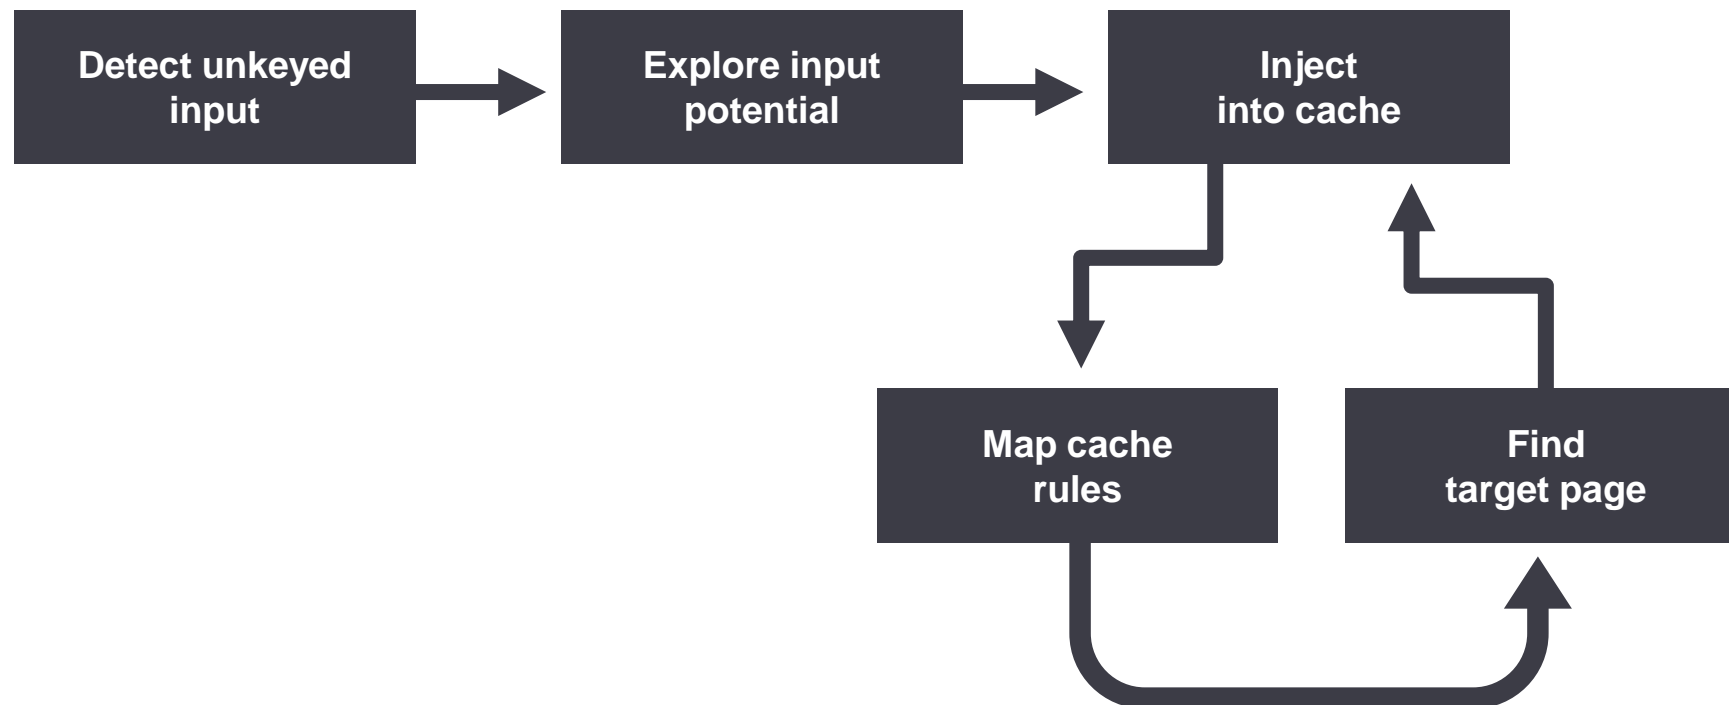 Detect unkeyed
input
Explore input
potential
Inject
into cache
Map cache
rules
Find
target page